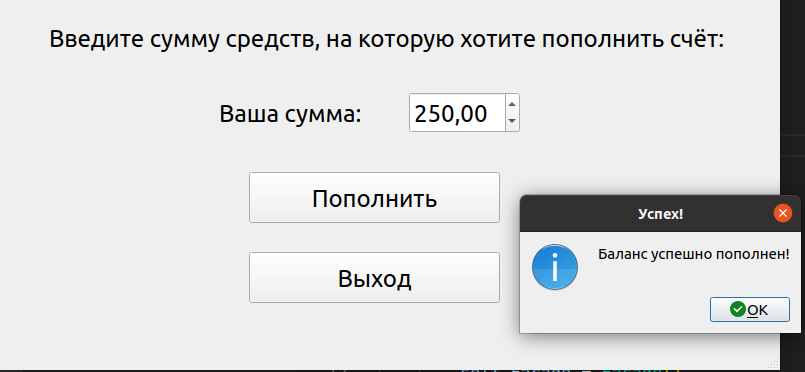 Введите сумму средств, на которую хотите пополнить счёт:
Ваша сумма:
250,00
Пополнить
Выход
Успех!
Баланс успешно пополнен!
OK